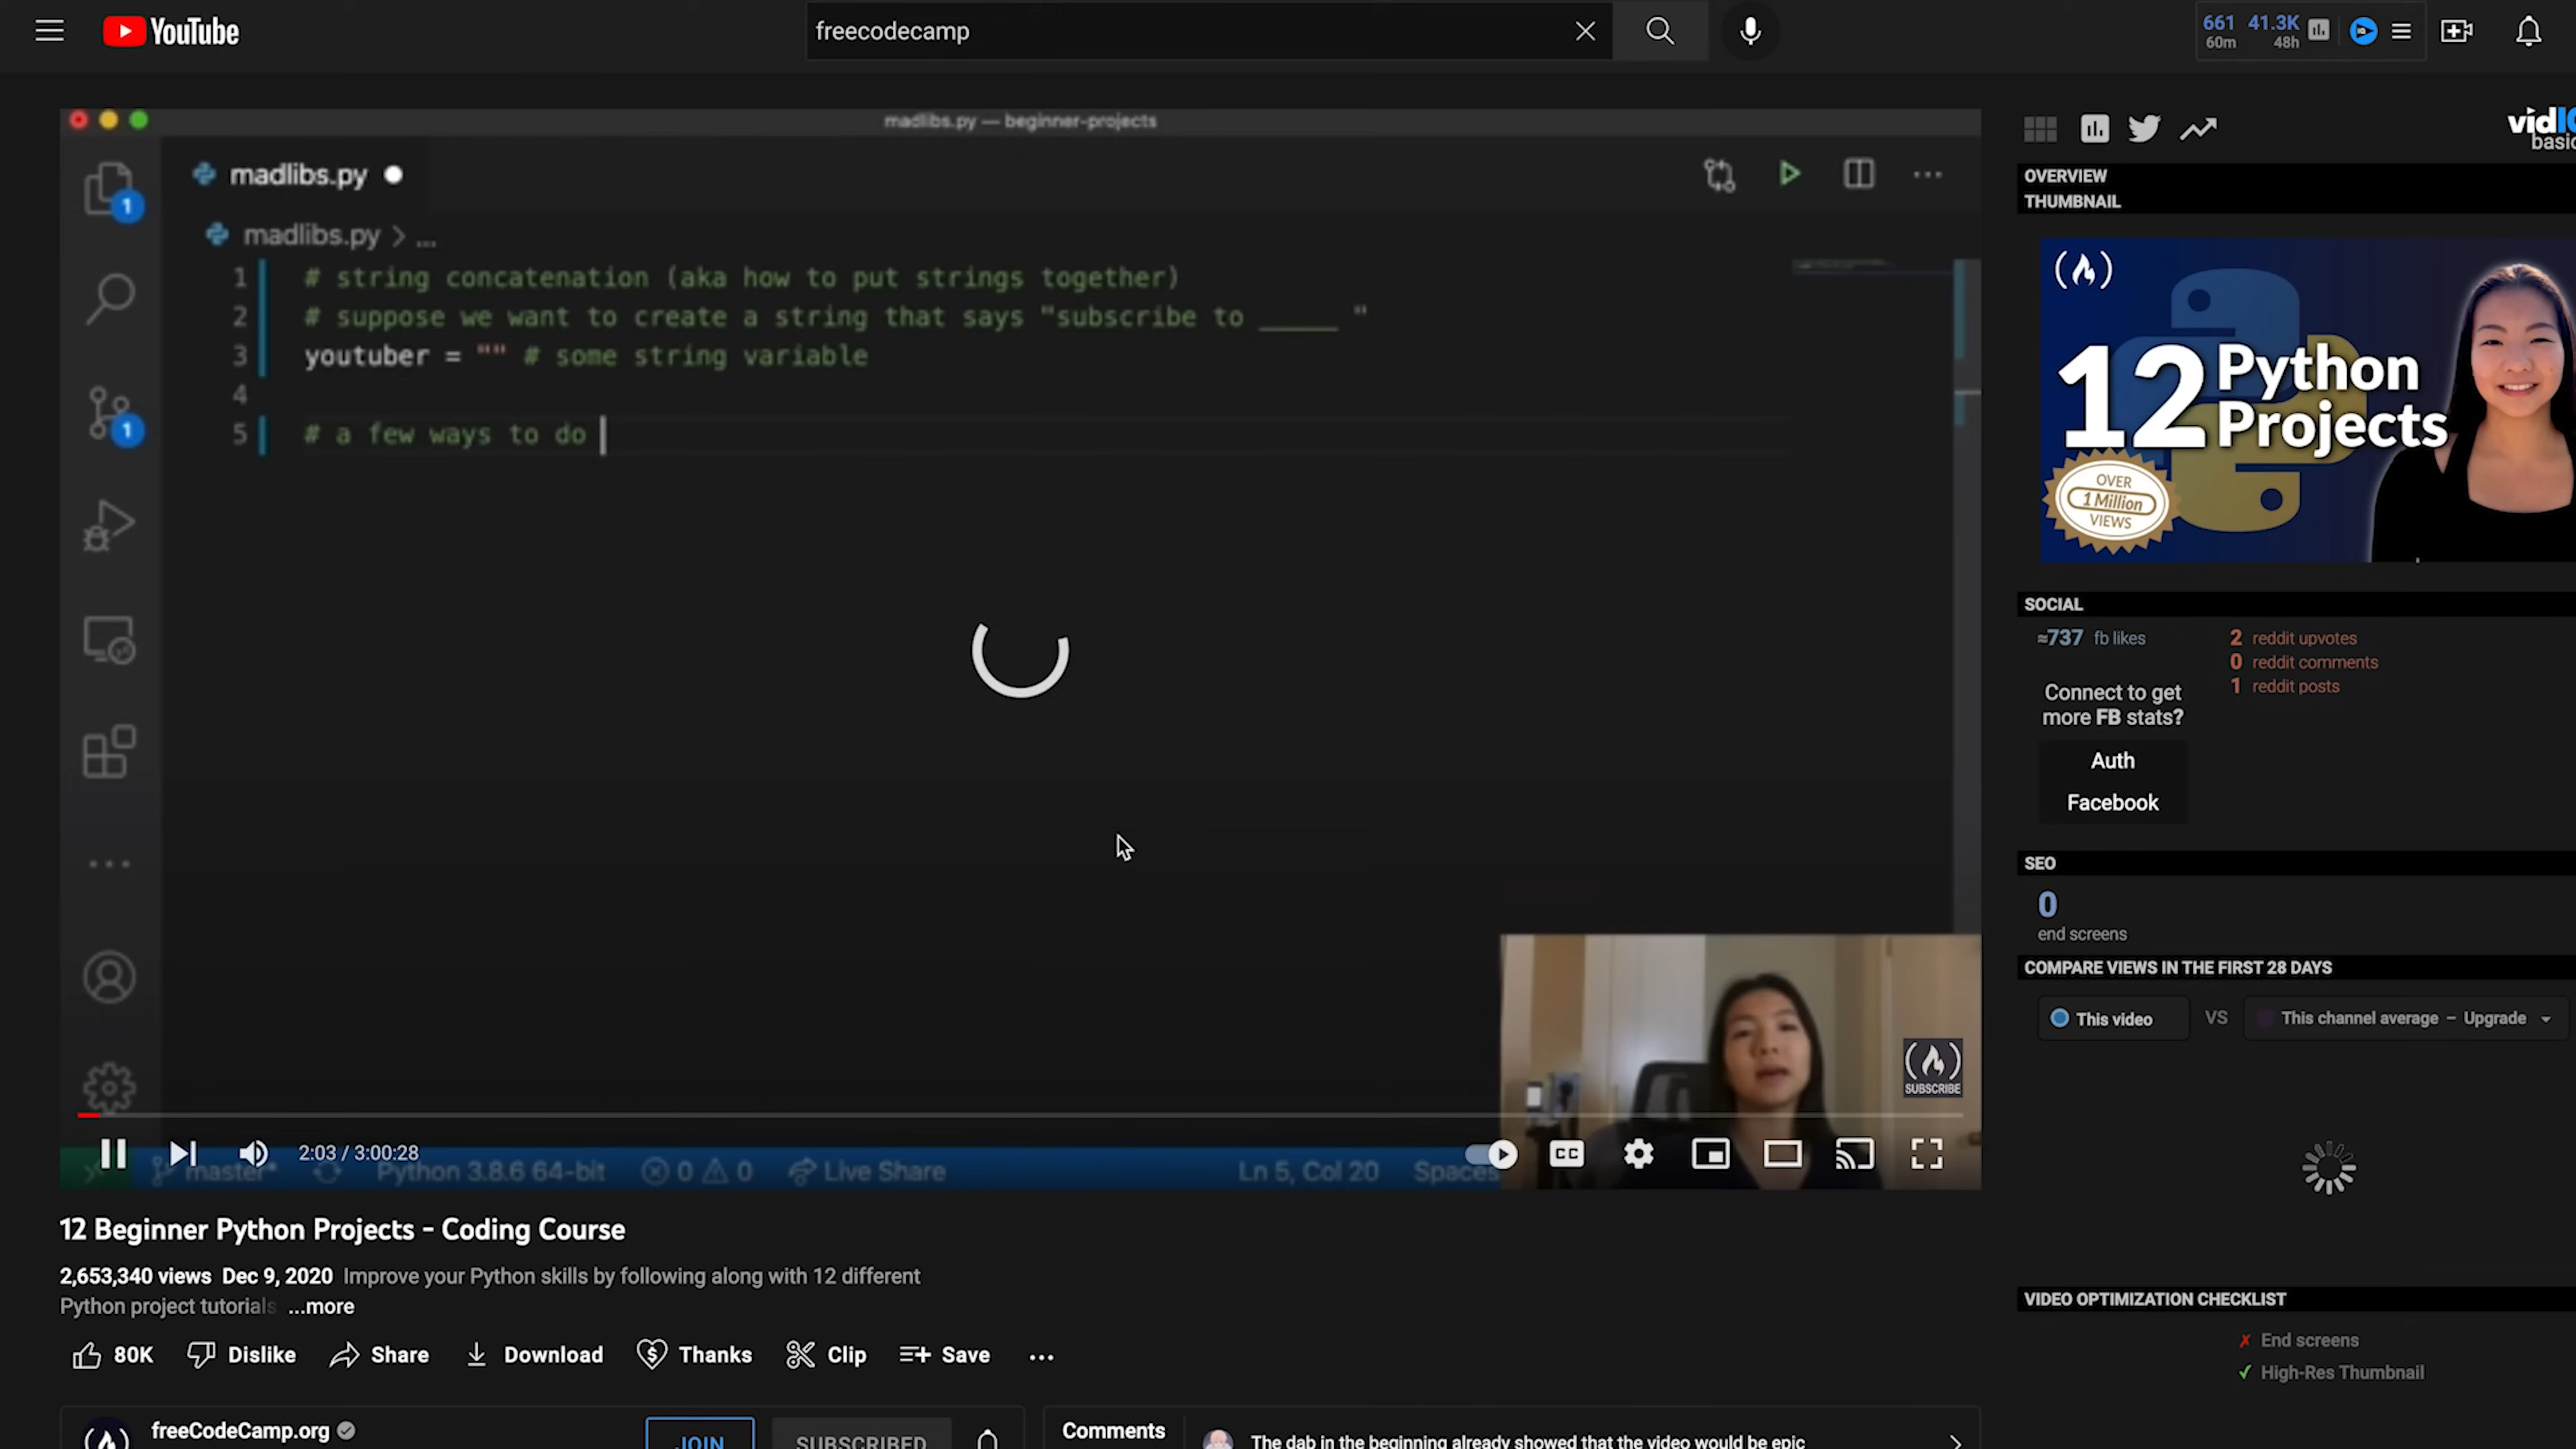 YouTube
freecodecamp
661 41.3K
60m 48h
madlibs.py — beginner-projects
madlibs.py
1
madlibs.py > ...
1 # string concatenation (aka how to put strings together)
2 # suppose we want to create a string that says "subscribe to _____ "
3 youtuber = "" # some string variable
4
5 # a few ways to do
1
SUBSCRIBE
2:03 / 3:00:28
CC
master*
Python 3.8.6 64-bit
0 0
Live Share
Ln 5, Col 20
Spaces
12 Beginner Python Projects - Coding Course
2,653,340 views Dec 9, 2020 Improve your Python skills by following along with 12 different
Python project tutorials ...more
80K Dislike Share Download Thanks Clip Save ...
freeCodeCamp.org
JOIN
SUBSCRIBED
Comments
The dab in the beginning already showed that the video would be epic
vidIQ
basic
OVERVIEW
THUMBNAIL
12 Python
Projects
OVER
1 Million
VIEWS
SOCIAL
≈737 fb likes
2 reddit upvotes
0 reddit comments
1 reddit posts
Connect to get
more FB stats?
Auth
Facebook
SEO
0
end screens
COMPARE VIEWS IN THE FIRST 28 DAYS
This video VS This channel average – Upgrade
VIDEO OPTIMIZATION CHECKLIST
✗ End screens
✓ High-Res Thumbnail